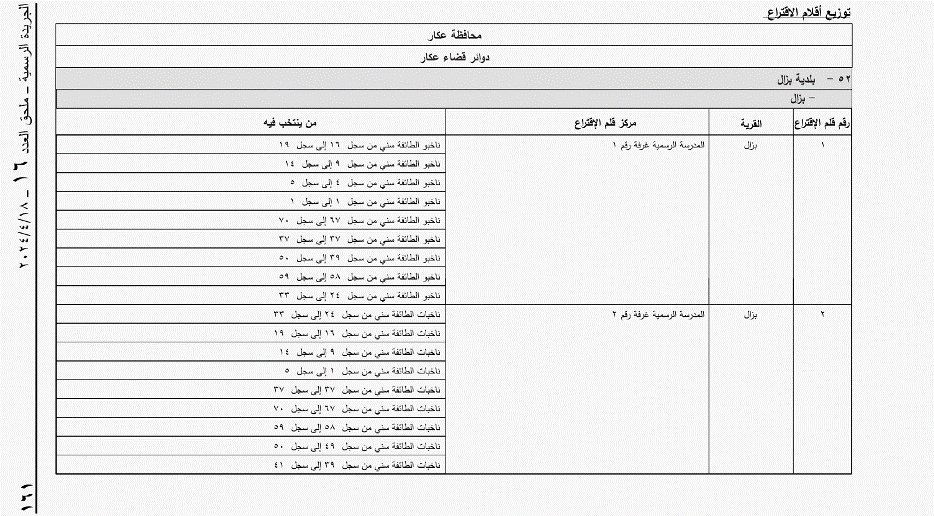 توزيع أقلام الاقتراع
محافظة عكار
دوائر قضاء عكار
٥٢ - بلدية بزال
- بزال
رقم قلم الإقتراع القرية مركز قلم الإقتراع من ينتخب فيه
١ بزال المدرسة الرسمية غرفة رقم ١ ناخبو الطائفة سني من سجل ١٦ إلى سجل ١٩
ناخبو الطائفة سني من سجل ٩ إلى سجل ١٤
ناخبو الطائفة سني من سجل ٤ إلى سجل ٥
ناخبو الطائفة سني من سجل ١ إلى سجل ١
ناخبو الطائفة سني من سجل ٦٧ إلى سجل ٧٠
ناخبو الطائفة سني من سجل ٣٧ إلى سجل ٣٧
ناخبو الطائفة سني من سجل ٣٩ إلى سجل ٥٠
ناخبو الطائفة سني من سجل ٥٨ إلى سجل ٥٩
ناخبو الطائفة سني من سجل ٢٤ إلى سجل ٣٣
٢ بزال المدرسة الرسمية غرفة رقم ٢ ناخبات الطائفة سني من سجل ٢٤ إلى سجل ٣٣
ناخبات الطائفة سني من سجل ١٦ إلى سجل ١٩
ناخبات الطائفة سني من سجل ٩ إلى سجل ١٤
ناخبات الطائفة سني من سجل ١ إلى سجل ٥
ناخبات الطائفة سني من سجل ٣٧ إلى سجل ٣٧
ناخبات الطائفة سني من سجل ٦٧ إلى سجل ٧٠
ناخبات الطائفة سني من سجل ٥٨ إلى سجل ٥٩
ناخبات الطائفة سني من سجل ٤٩ إلى سجل ٥٠
ناخبات الطائفة سني من سجل ٣٩ إلى سجل ٤١
الجريدة الرسمية – ملحق العدد ١٦ – ٢٠٢٤/٤/١٨
١٦١